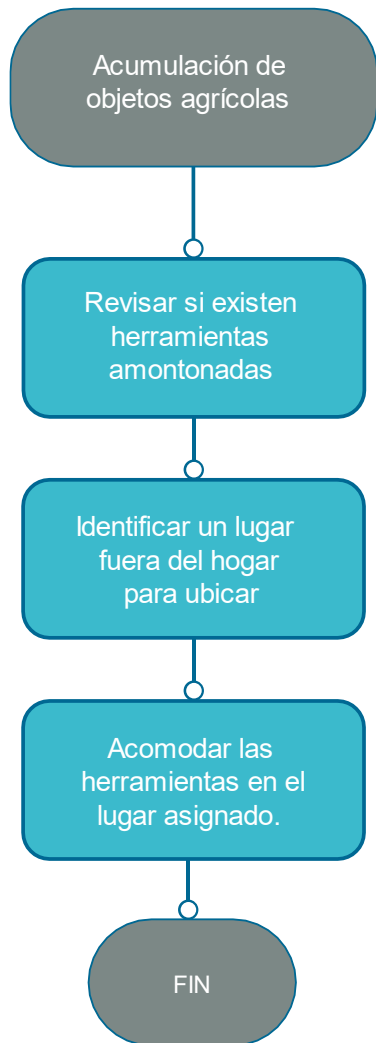 Acumulación de
objetos agrícolas
Revisar si existen
herramientas
amontonadas
Identificar un lugar
fuera del hogar
para ubicar
Acomodar las
herramientas en el
lugar asignado.
FIN